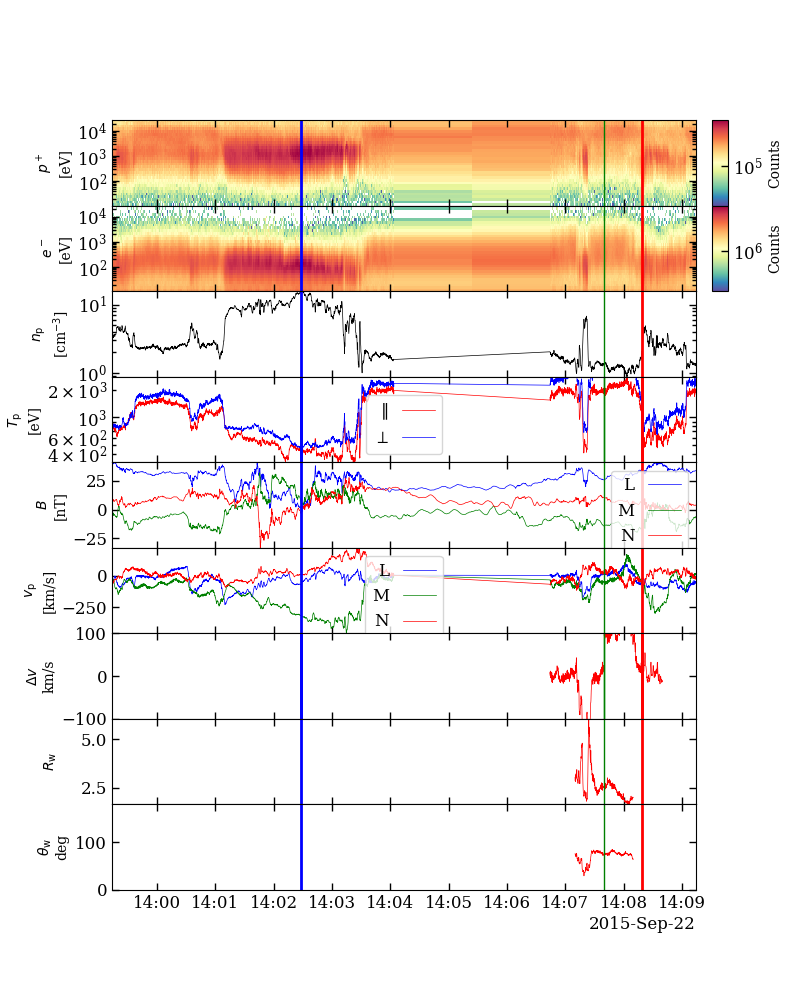 10⁴
10³
10²
p⁺
[eV]
10⁵
Counts
10⁴
10³
10²
e⁻
[eV]
10⁶
Counts
10¹
10⁰
nₚ
[cm⁻³]
2 × 10³
10³
6 × 10²
4 × 10²
Tₚ
[eV]
∥
⊥
25
0
−25
B
[nT]
L
M
N
0
−250
vₚ
[km/s]
L
M
N
100
0
−100
Δv
km/s
5.0
2.5
R_w
100
0
θ_w
deg
14:00 14:01 14:02 14:03 14:04 14:05 14:06 14:07 14:08 14:09
2015-Sep-22